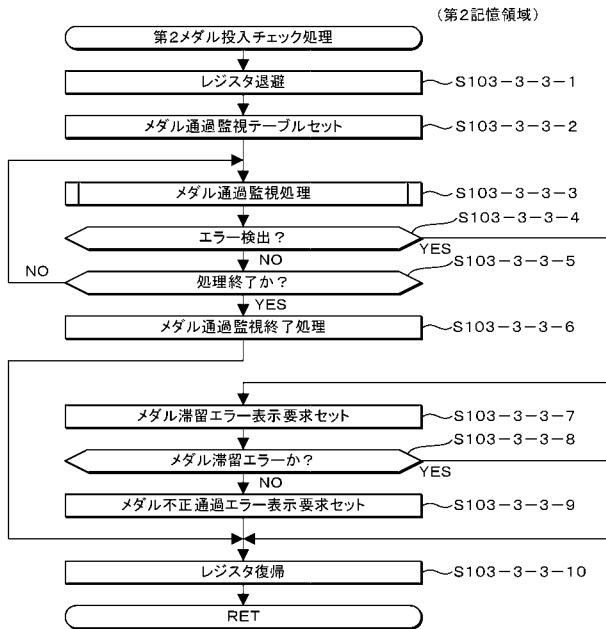 (第2記憶領域)
第2メダル投入チェック処理
レジスタ退避
S103-3-3-1
メダル通過監視テーブルセット
S103-3-3-2
メダル通過監視処理
S103-3-3-3
エラー検出?
S103-3-3-4
YES
NO
処理終了か?
S103-3-3-5
NO
YES
メダル通過監視終了処理
S103-3-3-6
メダル滞留エラー表示要求セット
S103-3-3-7
メダル滞留エラーか?
S103-3-3-8
YES
NO
メダル不正通過エラー表示要求セット
S103-3-3-9
レジスタ復帰
S103-3-3-10
RET